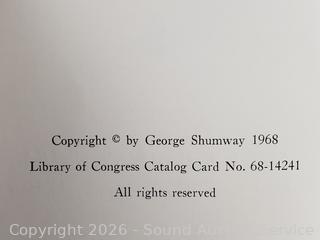 Copyright © by George Shumway 1968
Library of Congress Catalog Card No. 68-14241
All rights reserved
Copyright 2026 - Sound Auction Service